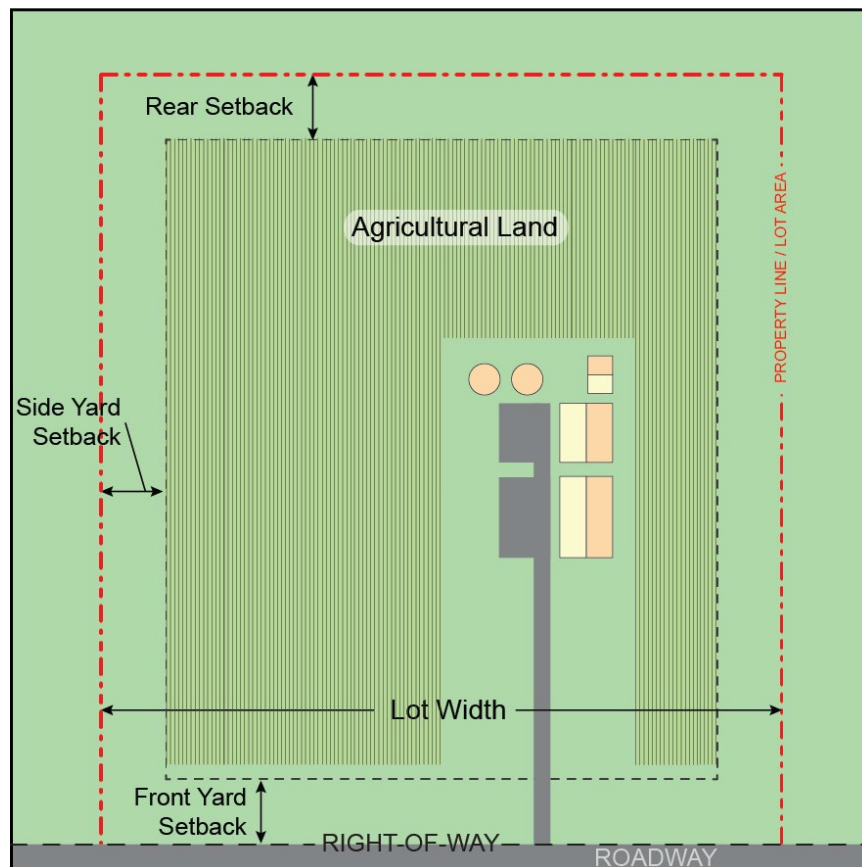 Rear Setback
Agricultural Land
PROPERTY LINE / LOT AREA
Side Yard
Setback
Lot Width
Front Yard
Setback
RIGHT-OF-WAY
ROADWAY